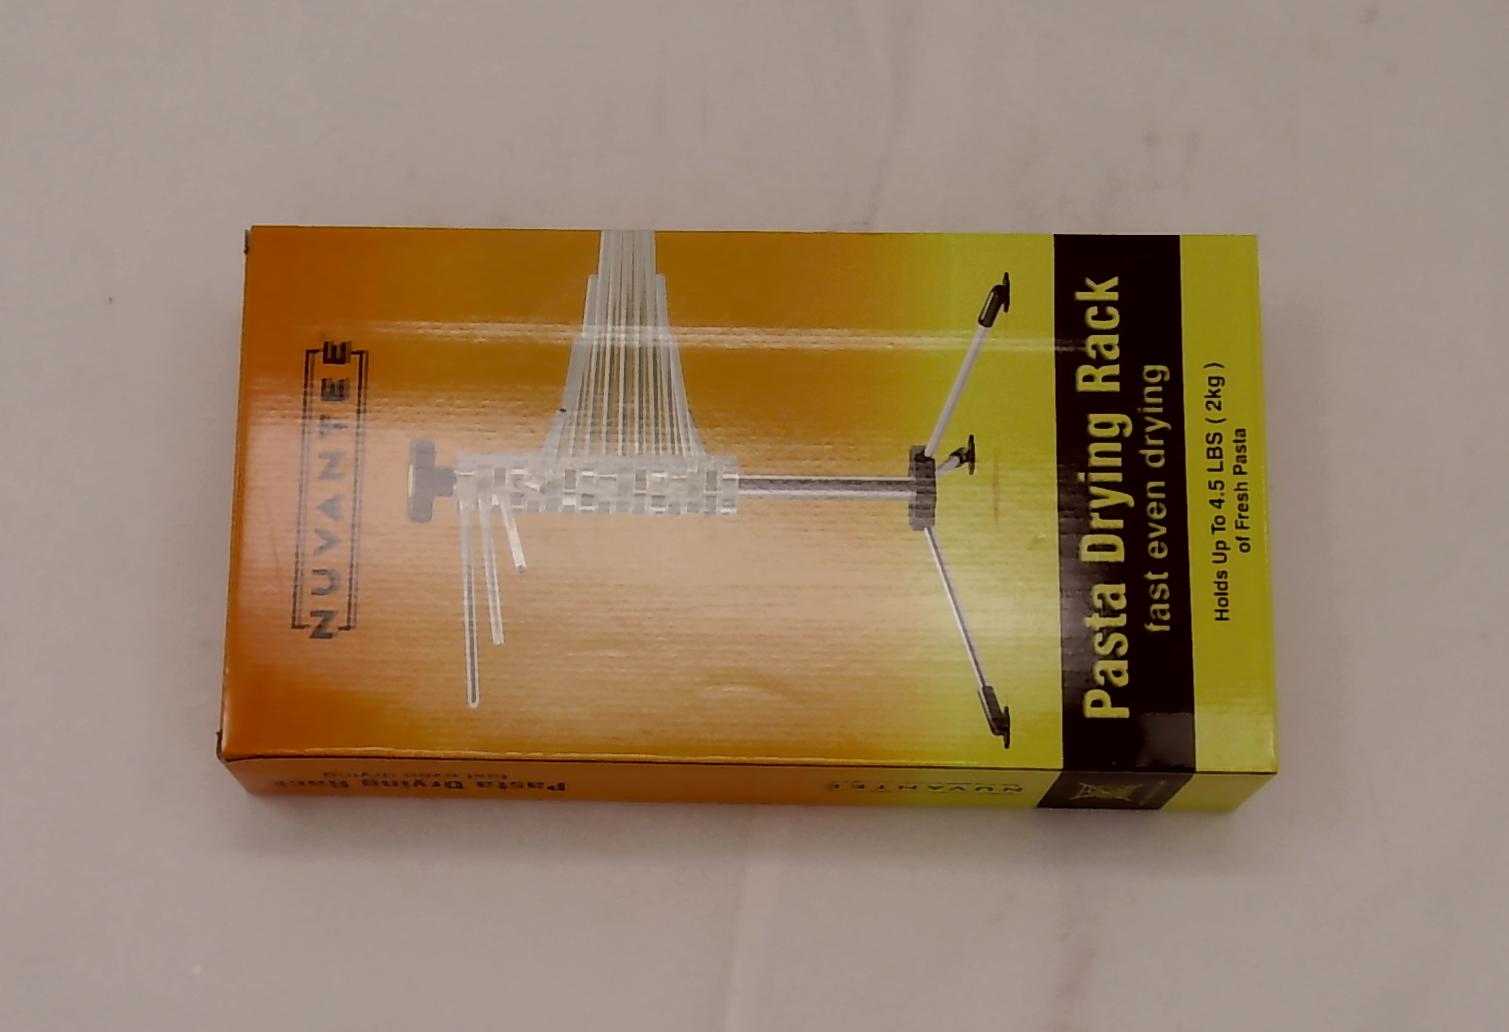 NUVANTEE
Pasta Drying Rack
fast even drying
Holds Up To 4.5 LBS ( 2kg )
of Fresh Pasta
Pasta Drying Rack
fast even drying
NUVANTEE